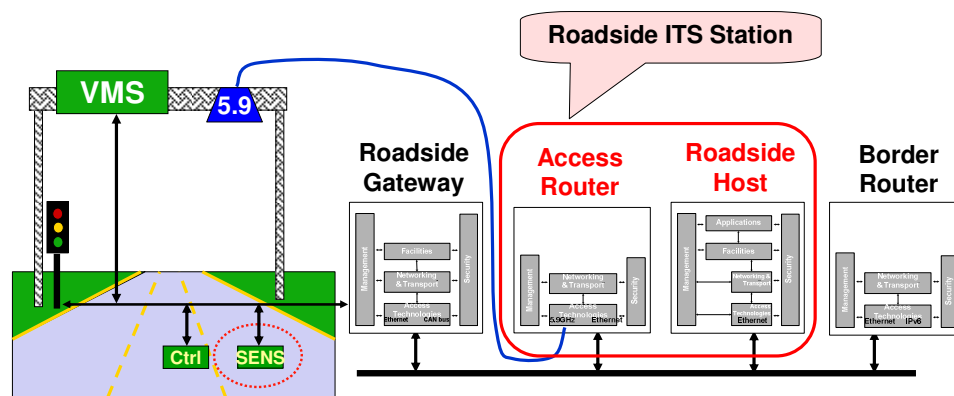 Roadside ITS Station
VMS
5.9
Roadside
Gateway
Access
Router
Roadside
Host
Border
Router
Management
Facilities
Networking
& Transport
Access
Technologies
Ethernet
CAN bus
Security
Management
Networking
& Transport
Access
Technologies
5.9GHz
Ethernet
Security
Management
Applications
Facilities
Networking &
Transport
Access
Technologies
Ethernet
Security
Management
Networking
& Transport
Access
Technologies
Ethernet
IPv6
Security
Ctrl
SENS